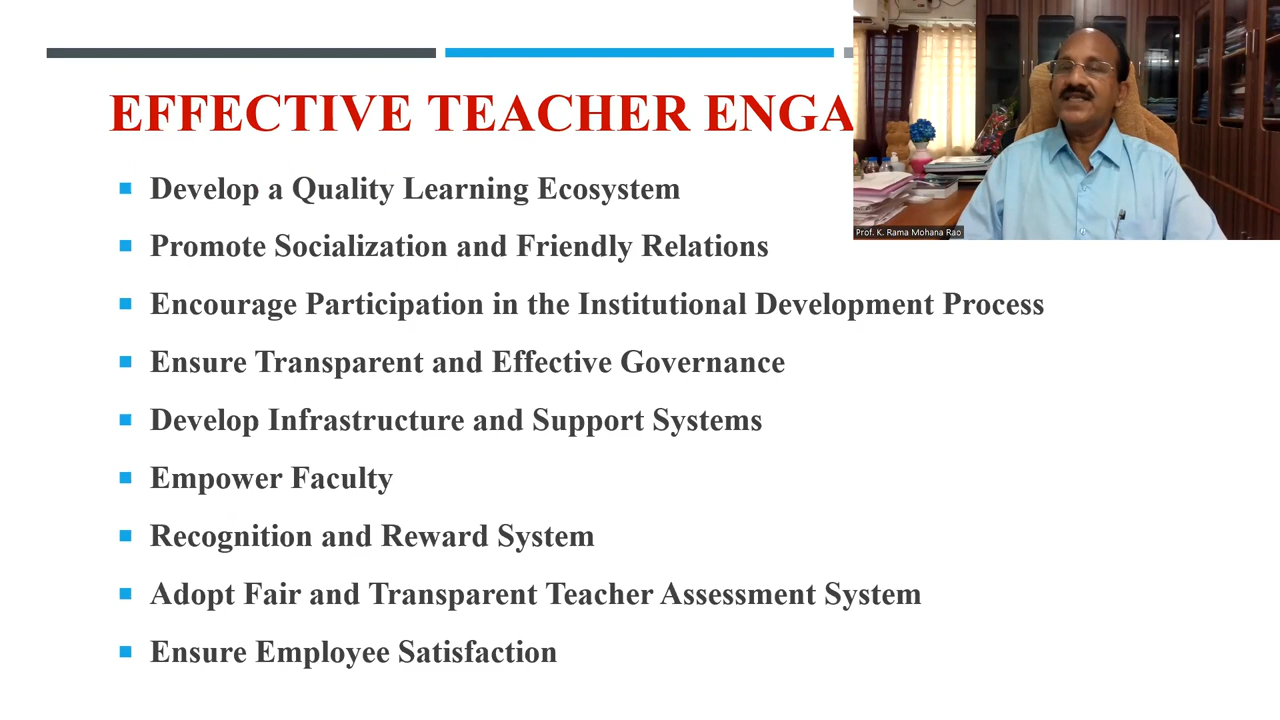 EFFECTIVE TEACHER ENGA
Develop a Quality Learning Ecosystem
Promote Socialization and Friendly Relations
Encourage Participation in the Institutional Development Process
Ensure Transparent and Effective Governance
Develop Infrastructure and Support Systems
Empower Faculty
Recognition and Reward System
Adopt Fair and Transparent Teacher Assessment System
Ensure Employee Satisfaction
Prof. K. Rama Mohana Rao